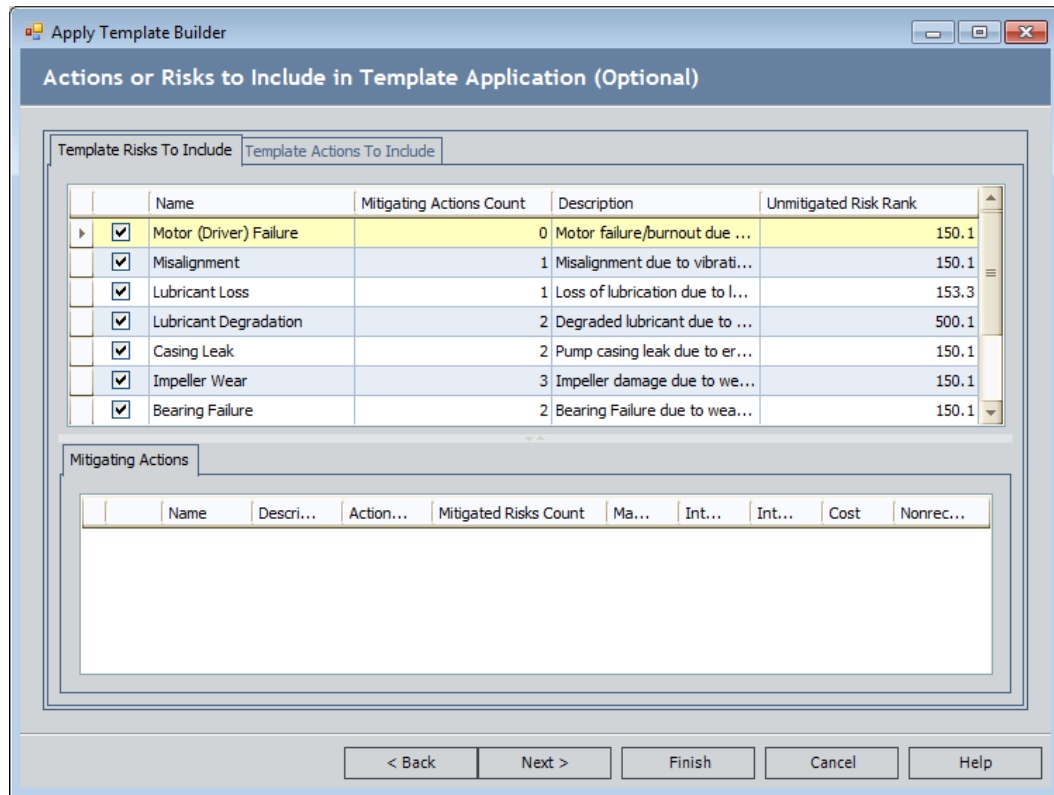 Apply Template Builder
Actions or Risks to Include in Template Application (Optional)
Template Risks To Include Template Actions To Include
Name Mitigating Actions Count Description Unmitigated Risk Rank
Motor (Driver) Failure 0 Motor failure/burnout due ... 150.1
Misalignment 1 Misalignment due to vibrati... 150.1
Lubricant Loss 1 Loss of lubrication due to l... 153.3
Lubricant Degradation 2 Degraded lubricant due to ... 500.1
Casing Leak 2 Pump casing leak due to er... 150.1
Impeller Wear 3 Impeller damage due to we... 150.1
Bearing Failure 2 Bearing Failure due to wea... 150.1
Mitigating Actions
Name Descri... Action... Mitigated Risks Count Ma... Int... Int... Cost Nonrec...
< Back Next > Finish Cancel Help